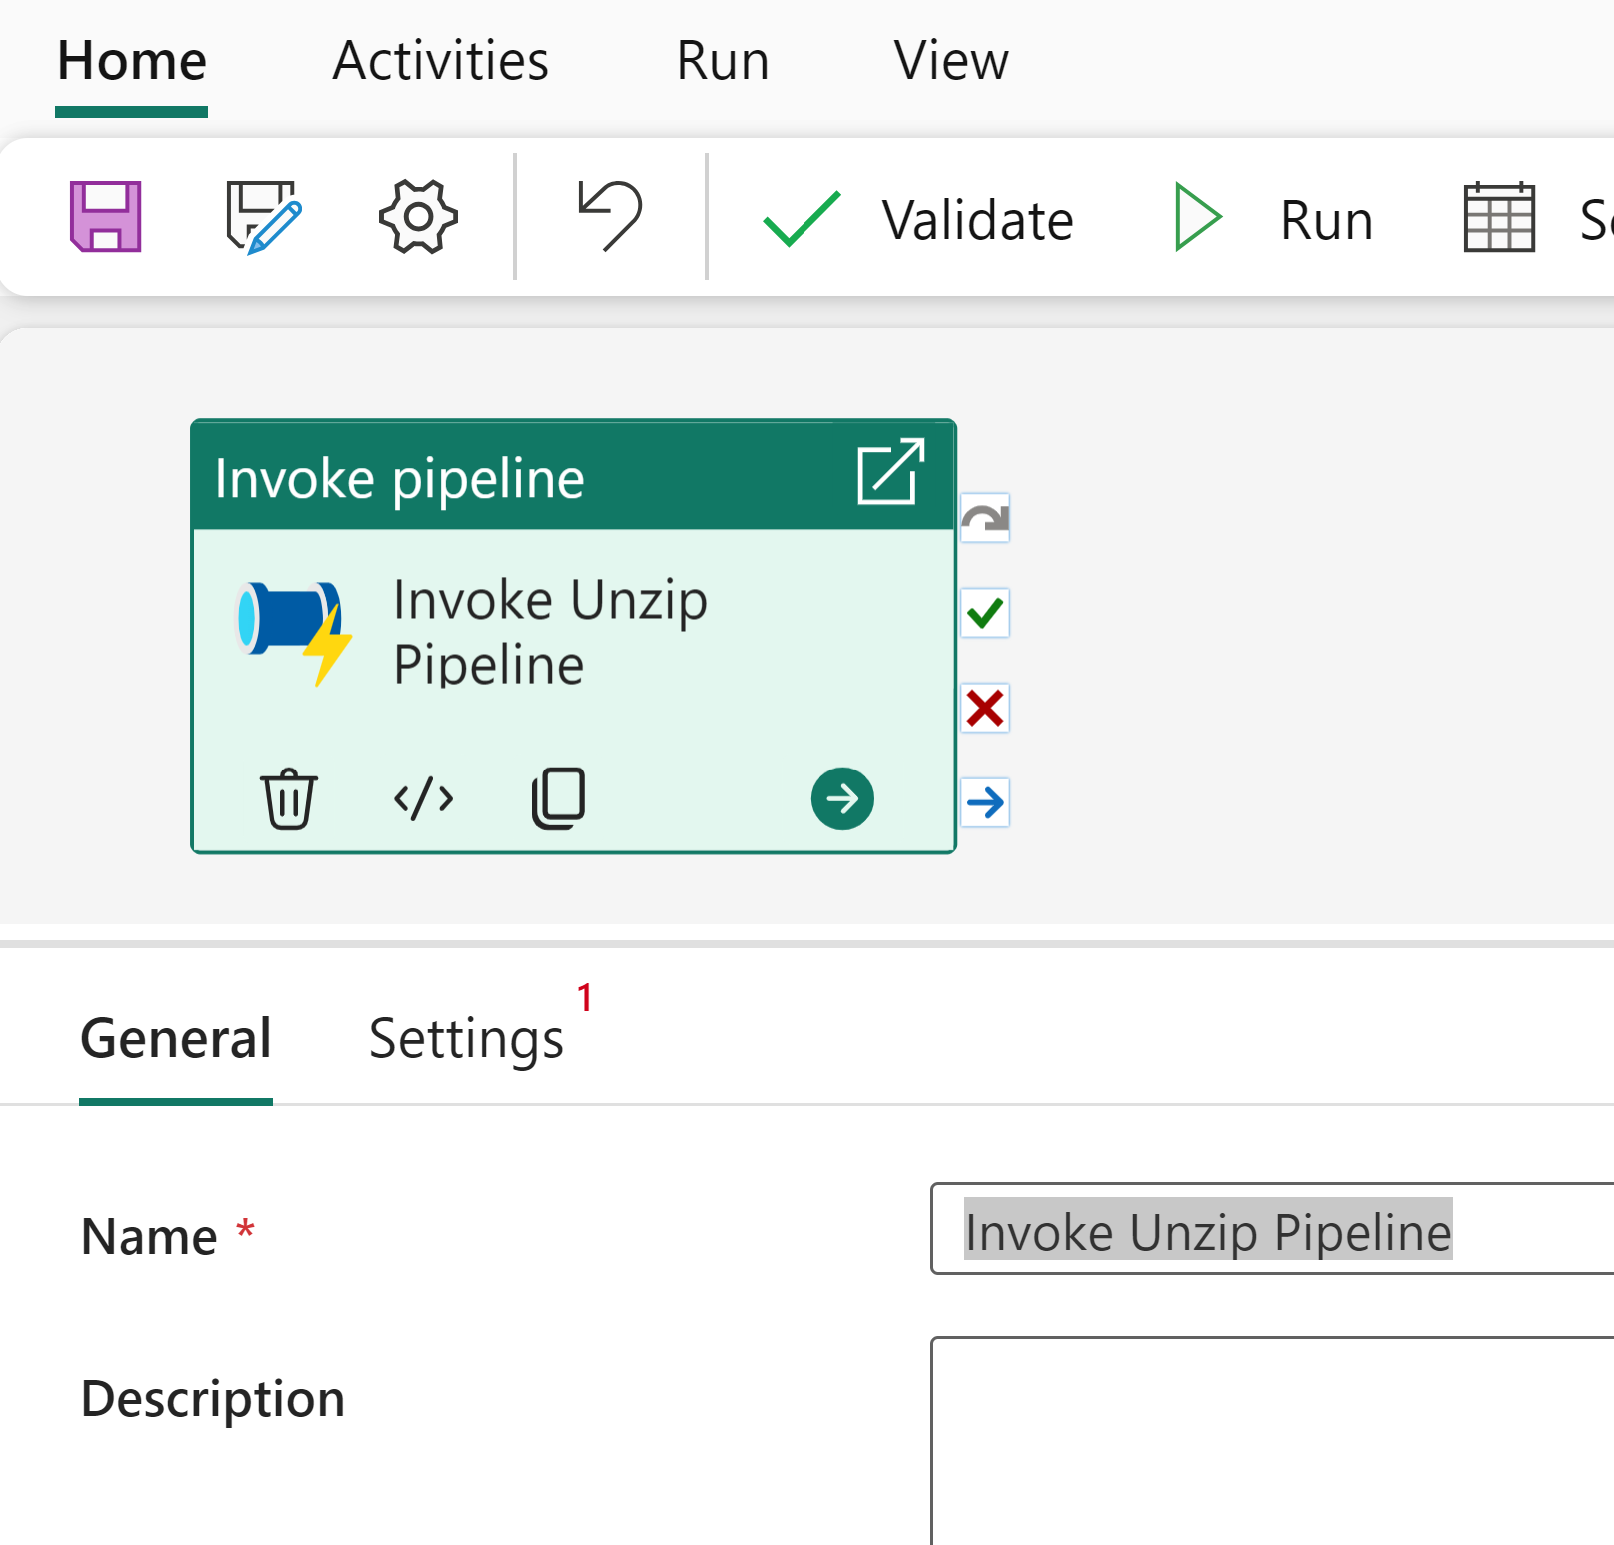 Home Activities Run View
Validate Run
Invoke pipeline
Invoke Unzip
Pipeline
General Settings 1
Name * Invoke Unzip Pipeline
Description